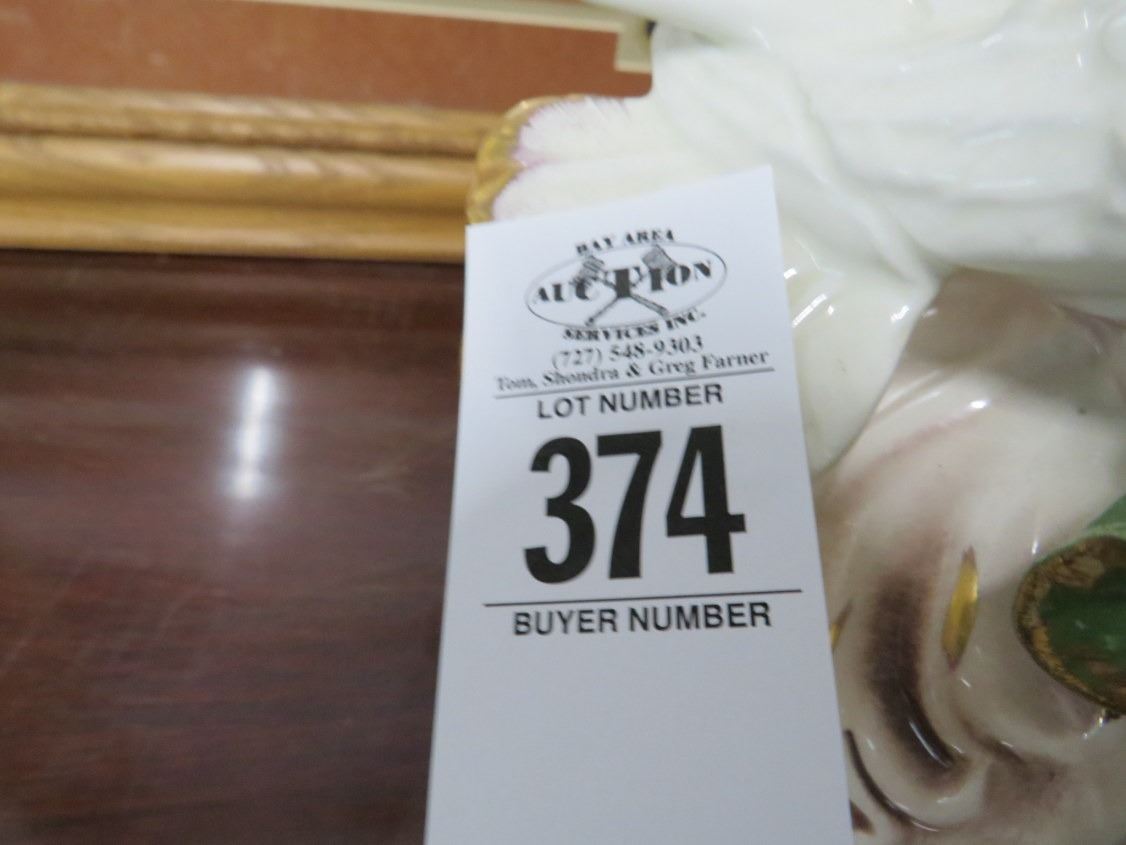 BAY AREA
AUCTION
SERVICES INC.
(727) 548-9303
Tom, Shondra & Greg Farner
LOT NUMBER
374
BUYER NUMBER